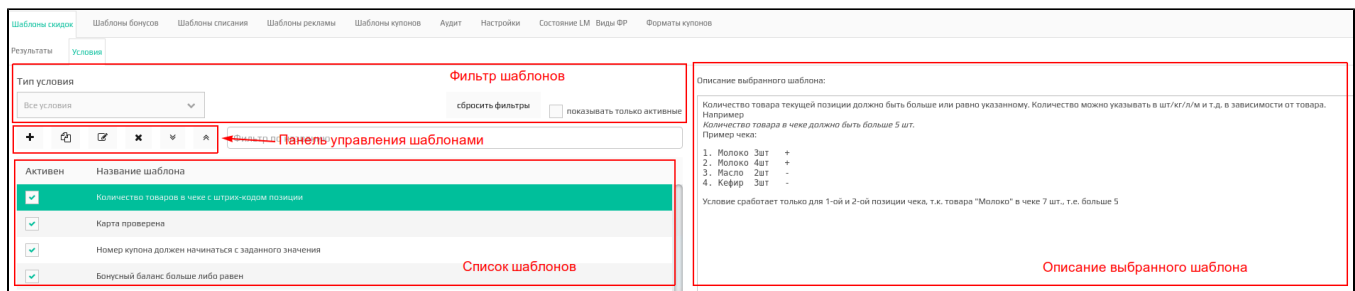 Шаблоны скидок Шаблоны бонусов Шаблоны списания Шаблоны рекламы Шаблоны купонов Аудит Настройки Состояние LM Виды ФР Форматы купонов
Результаты Условия
Фильтр шаблонов
Тип условия
Все условия
сбросить фильтры
показывать только активные
Панель управления шаблонами
Активен Название шаблона
Количество товаров в чеке с штрих-кодом позиции
Карта проверена
Номер купона должен начинаться с заданного значения
Бонусный баланс больше либо равен
Список шаблонов
Описание выбранного шаблона:
Количество товара текущей позиции должно быть больше или равно указанному. Количество можно указывать в шт/кг/л/м и т.д. в зависимости от товара.
Например
Количество товара в чеке должно быть больше 5 шт.
Пример чека:
1. Молоко 3шт +
2. Молоко 4шт +
3. Масло 2шт -
4. Кефир 3шт -
Условие сработает только для 1-ой и 2-ой позиции чека, т.к. товара "Молоко" в чеке 7 шт., т.е. больше 5
Описание выбранного шаблона